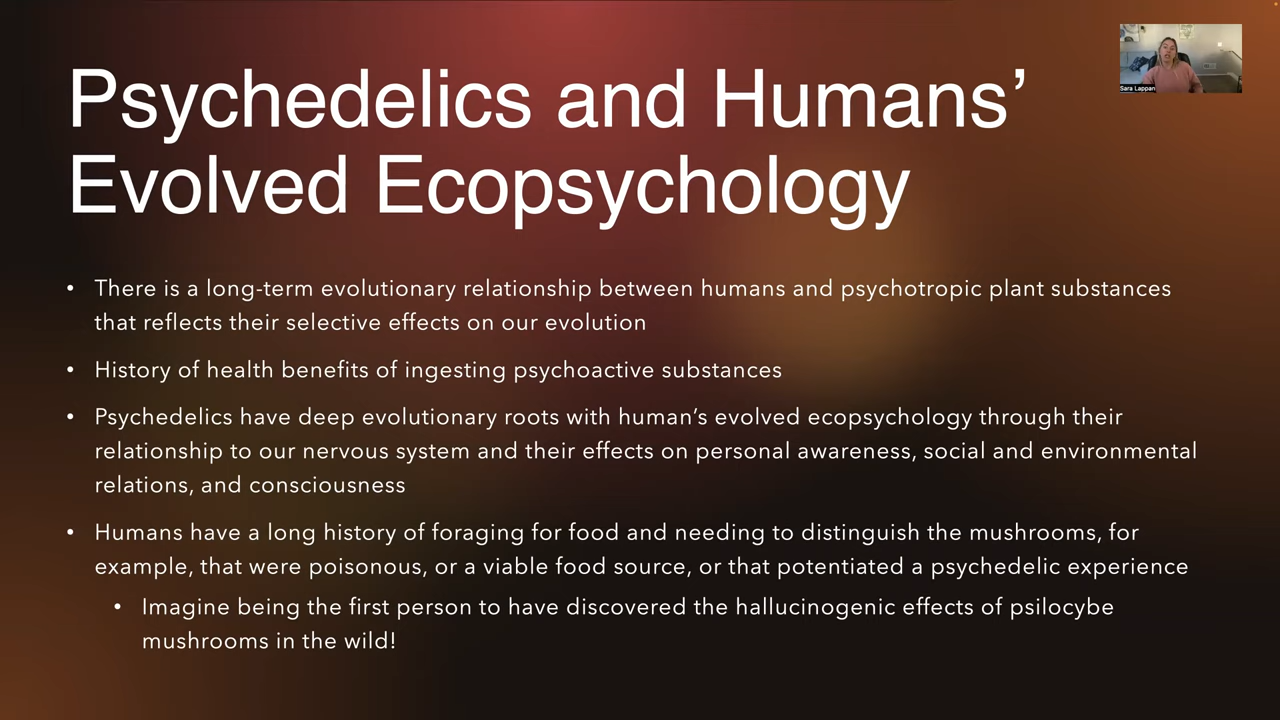 Psychedelics and Humans’
Evolved Ecopsychology
Sara Lappan
• There is a long-term evolutionary relationship between humans and psychotropic plant substances
that reflects their selective effects on our evolution
• History of health benefits of ingesting psychoactive substances
• Psychedelics have deep evolutionary roots with human’s evolved ecopsychology through their
relationship to our nervous system and their effects on personal awareness, social and environmental
relations, and consciousness
• Humans have a long history of foraging for food and needing to distinguish the mushrooms, for
example, that were poisonous, or a viable food source, or that potentiated a psychedelic experience
• Imagine being the first person to have discovered the hallucinogenic effects of psilocybe
mushrooms in the wild!